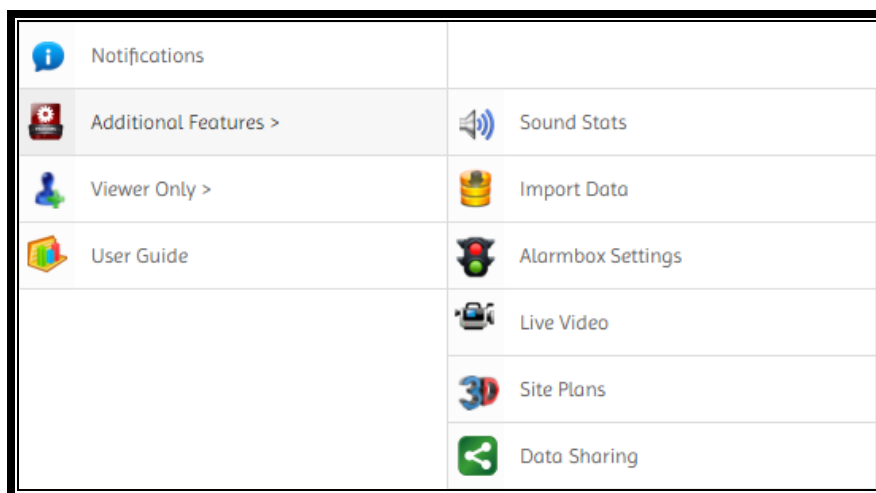 Notifications
Additional Features >
Viewer Only >
User Guide
Sound Stats
Import Data
Alarmbox Settings
Live Video
3D
Site Plans
Data Sharing